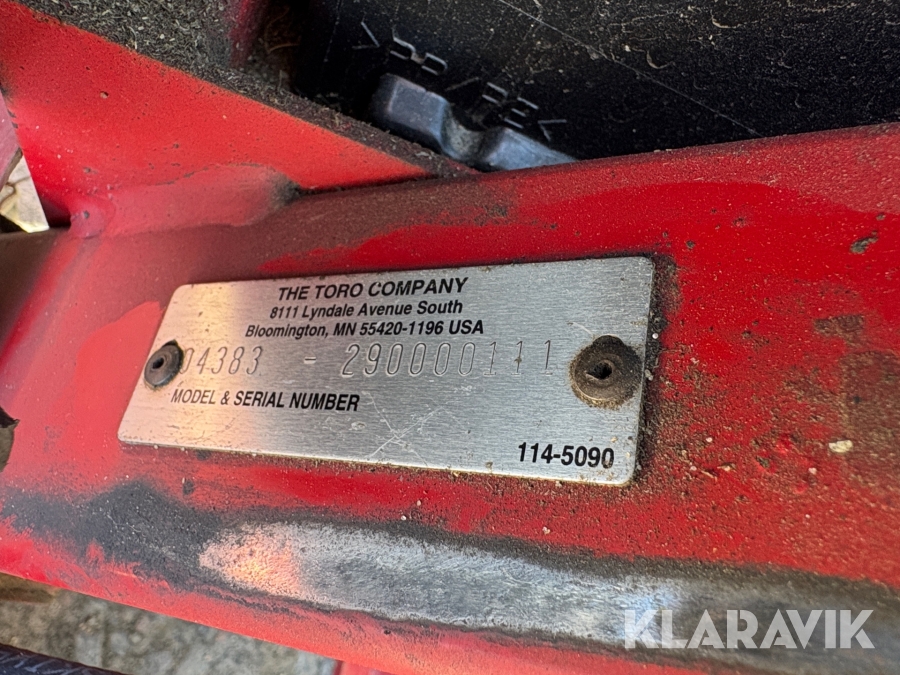 THE TORO COMPANY
8111 Lyndale Avenue South
Bloomington, MN 55420-1196 USA
04383 - 290000111
MODEL & SERIAL NUMBER
114-5090
KLARAVIK